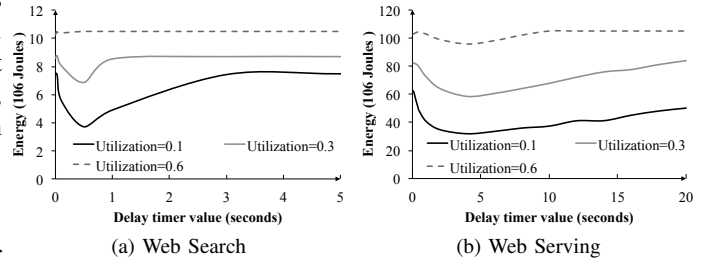 12
10
8
6
4
2
0
Energy (106 Joules )
Utilization=0.1
Utilization=0.3
Utilization=0.6
0 1 2 3 4 5
Delay timer value (seconds)
(a) Web Search
120
100
80
60
40
20
0
Energy (106 Joules )
Utilization=0.1
Utilization=0.3
Utilization=0.6
0 5 10 15 20
Delay timer value (seconds)
(b) Web Serving